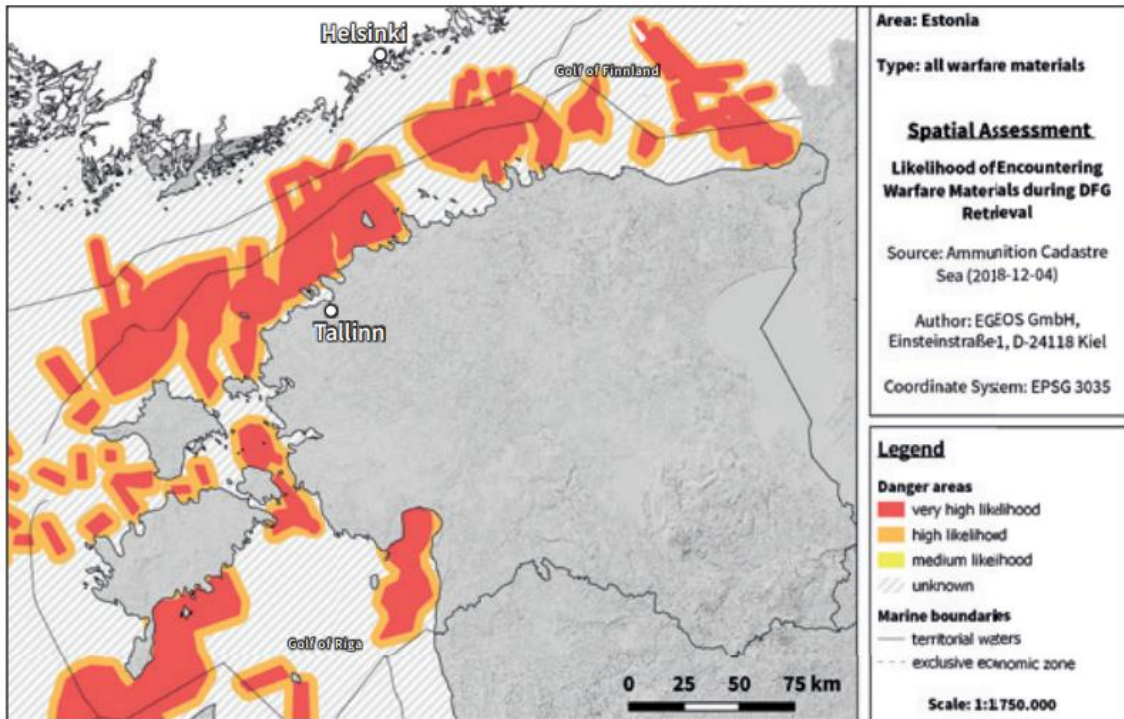 Helsinki
Golf of Finnland
Tallinn
Golf of Riga
0 25 50 75 km
Area: Estonia
Type: all warfare materials
Spatial Assessment
Likelihood of Encountering
Warfare Materials during DFG
Retrieval
Source: Ammunition Cadastre
Sea (2018-12-04)
Author: EGEOS GmbH,
Einsteinstraße1, D-24118 Kiel
Coordinate System: EPSG 3035
Legend
Danger areas
very high likelihood
high likelihood
medium likelihood
unknown
Marine boundaries
territorial waters
exclusive economic zone
Scale: 1:1750.000